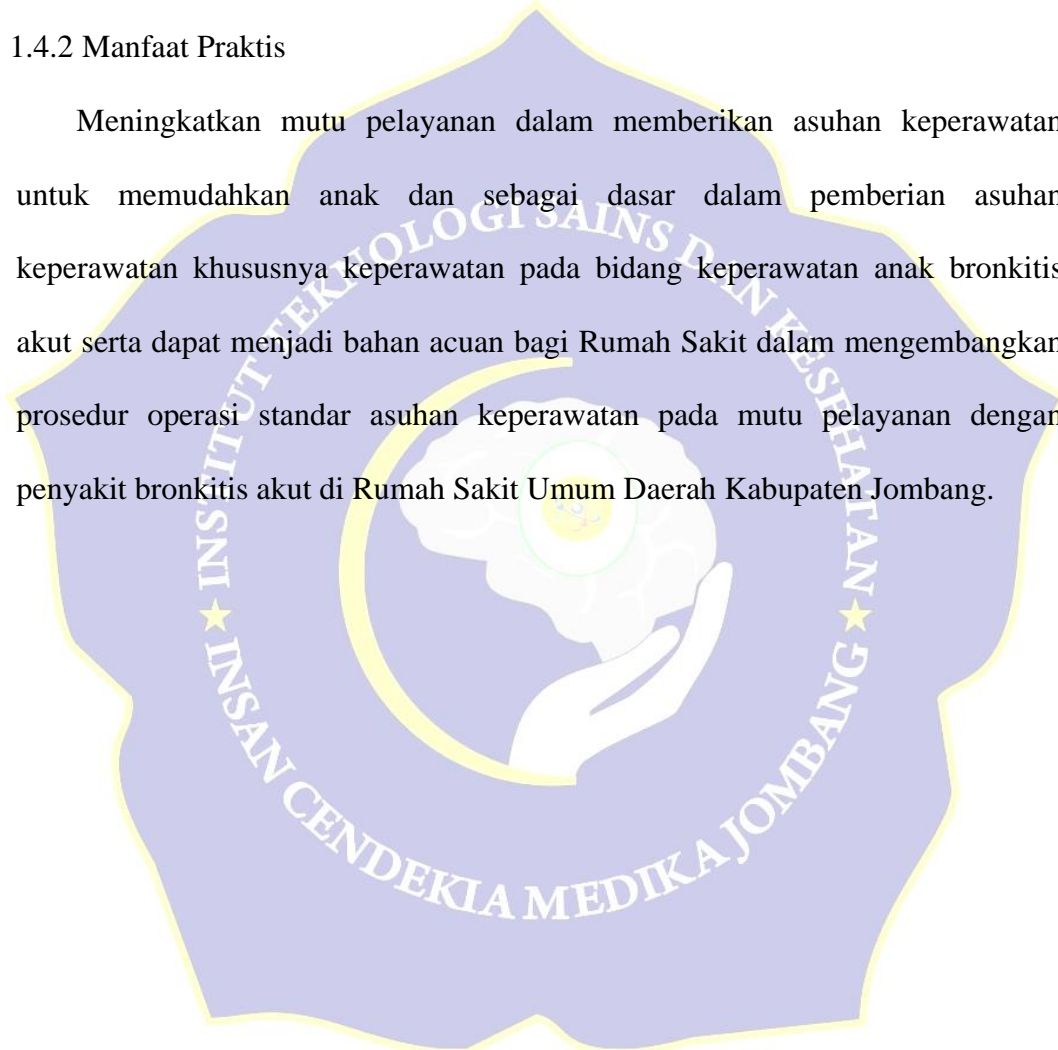 1.4.2 Manfaat Praktis
Meningkatkan mutu pelayanan dalam memberikan asuhan keperawatan
untuk memudahkan anak dan sebagai dasar dalam pemberian asuhan
keperawatan khususnya keperawatan pada bidang keperawatan anak bronkitis
akut serta dapat menjadi bahan acuan bagi Rumah Sakit dalam mengembangkan
prosedur operasi standar asuhan keperawatan pada mutu pelayanan dengan
penyakit bronkitis akut di Rumah Sakit Umum Daerah Kabupaten Jombang.
INSTITUT TEKNOLOGI SAINS DAN KESEHATAN
INSAN CENDEKIA MEDIKA JOMBANG